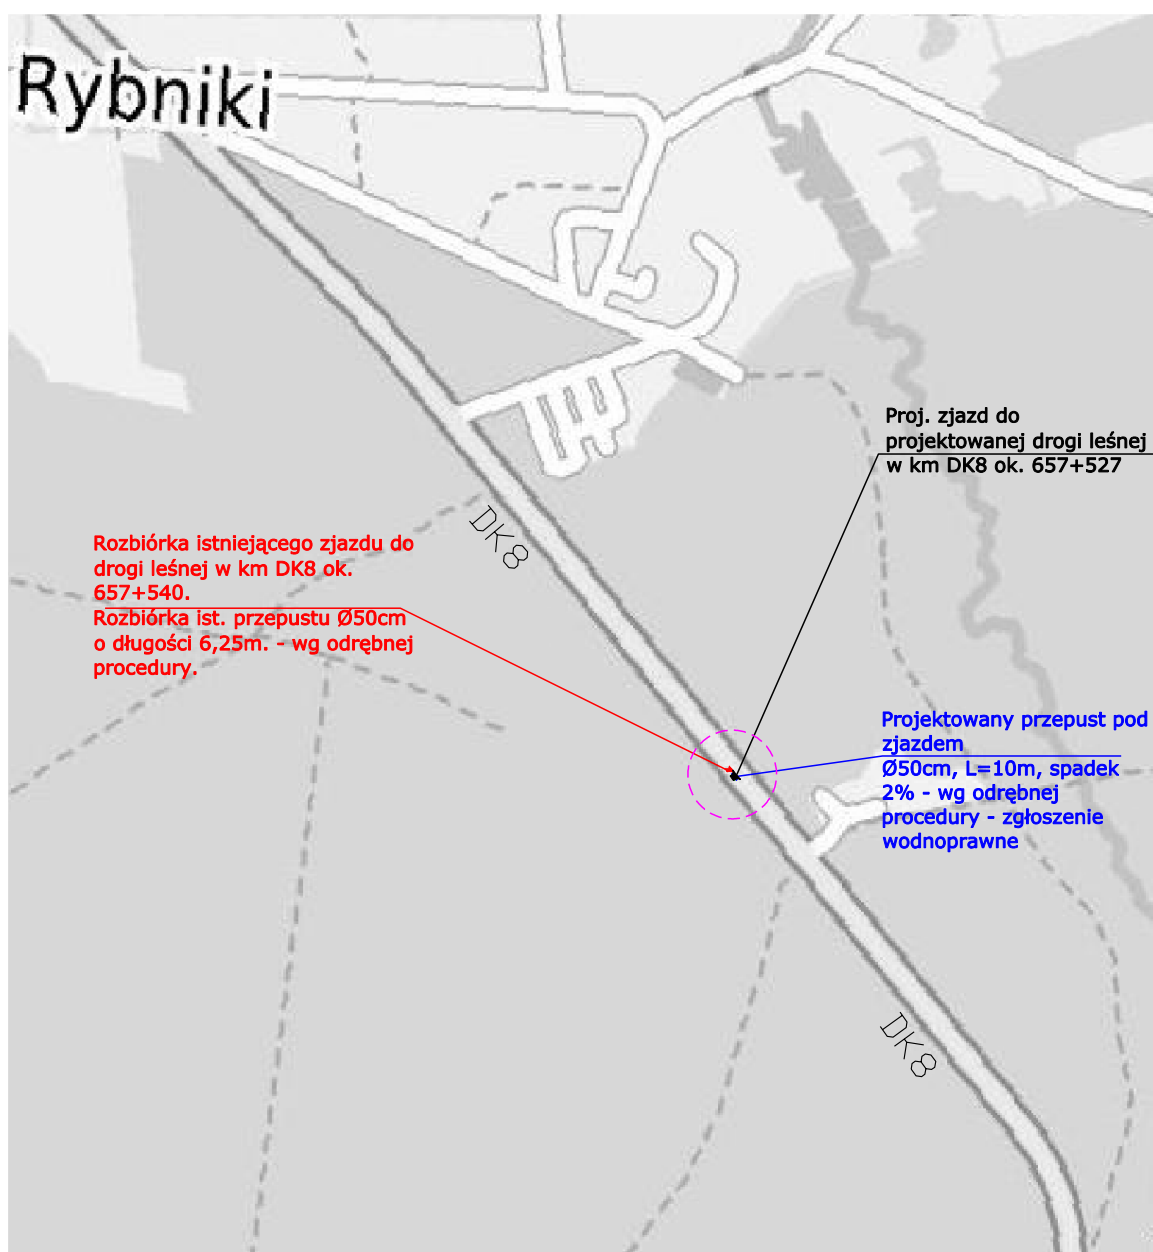 Rybniki
Proj. zjazd do
projektowanej drogi leśnej
w km DK8 ok. 657+527
DK8
Rozbiórka istniejącego zjazdu do
drogi leśnej w km DK8 ok.
657+540.
Rozbiórka ist. przepustu Ø50cm
o długości 6,25m. - wg odrębnej
procedury.
Projektowany przepust pod
zjazdem
Ø50cm, L=10m, spadek
2% - wg odrębnej
procedury - zgłoszenie
wodnoprawne
DK8